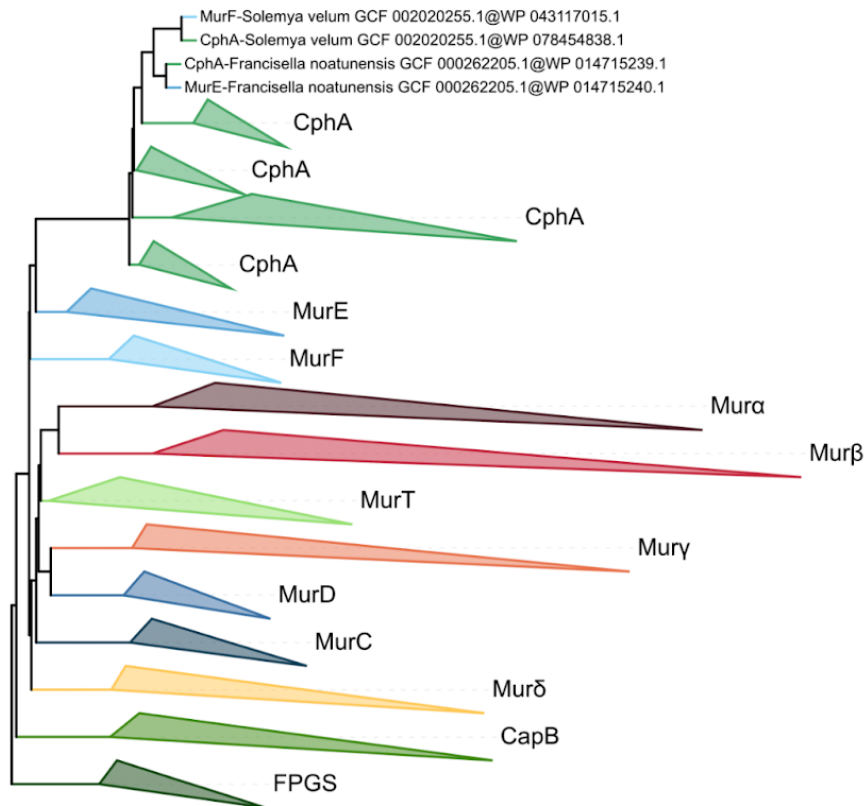 MurF-Solemya velum GCF 002020255.1@WP 043117015.1
CphA-Solemya velum GCF 002020255.1@WP 078454838.1
CphA-Francisella noatunensis GCF 000262205.1@WP 014715239.1
MurE-Francisella noatunensis GCF 000262205.1@WP 014715240.1
CphA
CphA
CphA
CphA
MurE
MurF
Murα
Murβ
MurT
Murγ
MurD
MurC
Murδ
CapB
FPGS